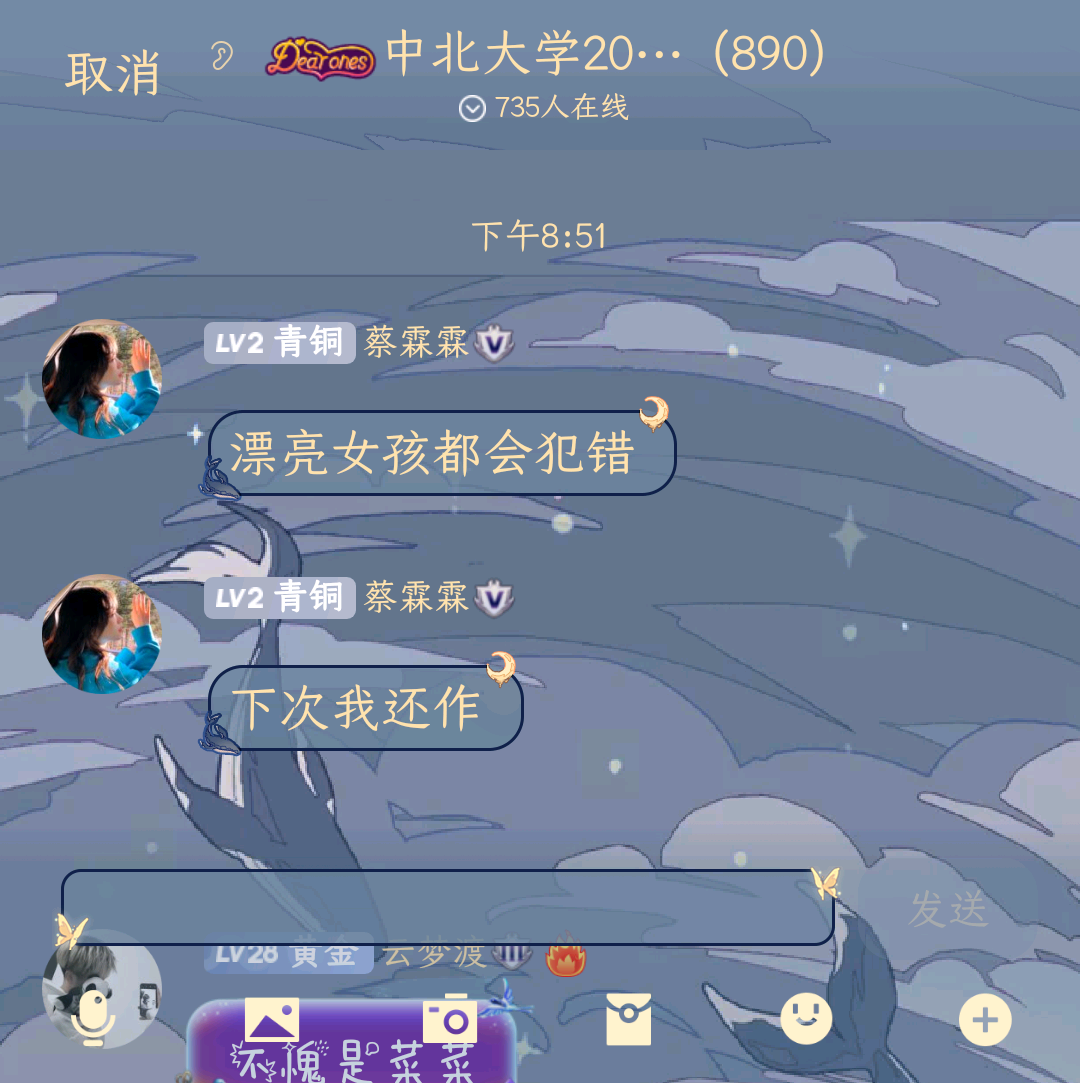 取消
Dear ones 中北大学20…（890）
735人在线
下午8:51
LV2 青铜 蔡霖霖 V
漂亮女孩都会犯错
LV2 青铜 蔡霖霖 V
下次我还作
发送
LV28 黄金 云梦渡
不愧是菜菜